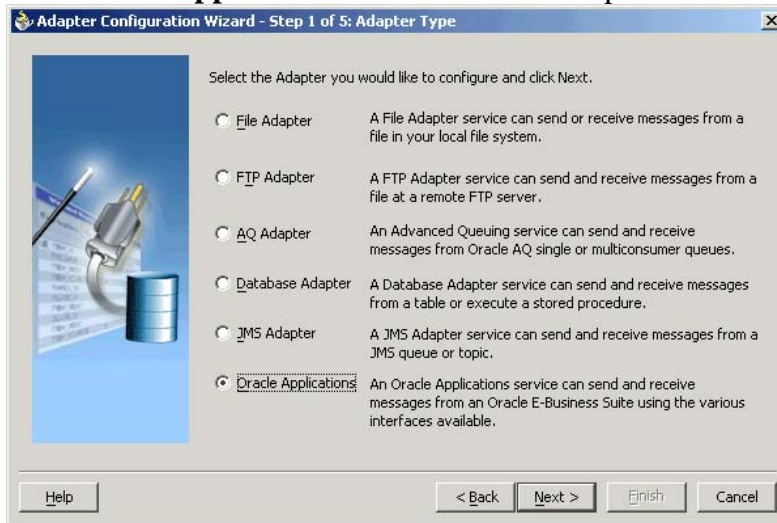 Adapter Configuration Wizard - Step 1 of 5: Adapter Type
Select the Adapter you would like to configure and click Next.
File Adapter
A File Adapter service can send or receive messages from a
file in your local file system.
FTP Adapter
A FTP Adapter service can send and receive messages from a
file at a remote FTP server.
AQ Adapter
An Advanced Queuing service can send and receive
messages from Oracle AQ single or multiconsumer queues.
Database Adapter
A Database Adapter service can send and receive messages
from a table or execute a stored procedure.
JMS Adapter
A JMS Adapter service can send and receive messages from a
JMS queue or topic.
Oracle Applications
An Oracle Applications service can send and receive
messages from an Oracle E-Business Suite using the various
interfaces available.
Help
< Back
Next >
Finish
Cancel